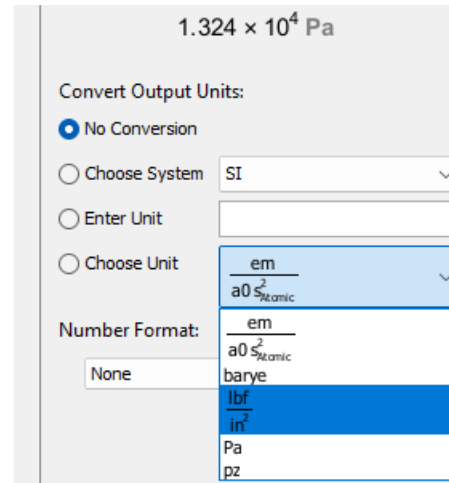 1.324 × 10⁴ Pa
Convert Output Units:
No Conversion
Choose System SI
Enter Unit
Choose Unit em
a0 s²Atomic
Number Format:
None
em
a0 s²Atomic
barye
lbf
in²
Pa
pz